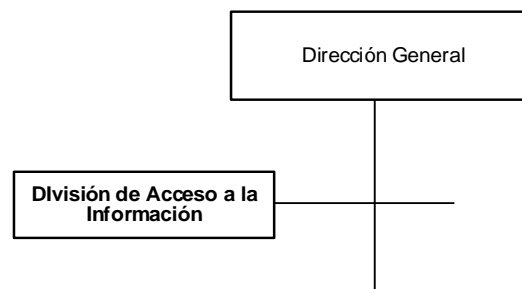 Dirección General
DIvisión de Acceso a la
Información